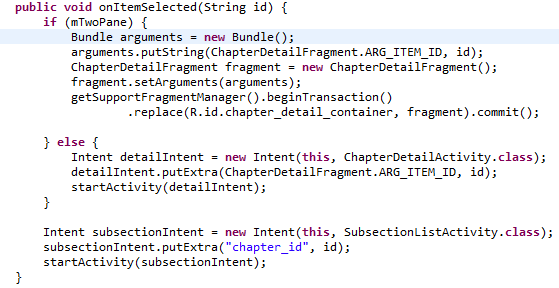 public void onItemSelected(String id) {
    if (mTwoPane) {
        Bundle arguments = new Bundle();
        arguments.putString(ChapterDetailFragment.ARG_ITEM_ID, id);
        ChapterDetailFragment fragment = new ChapterDetailFragment();
        fragment.setArguments(arguments);
        getSupportFragmentManager().beginTransaction()
                .replace(R.id.chapter_detail_container, fragment).commit();
    } else {
        Intent detailIntent = new Intent(this, ChapterDetailActivity.class);
        detailIntent.putExtra(ChapterDetailFragment.ARG_ITEM_ID, id);
        startActivity(detailIntent);
    }
    Intent subsectionIntent = new Intent(this, SubsectionListActivity.class);
    subsectionIntent.putExtra("chapter_id", id);
    startActivity(subsectionIntent);
}